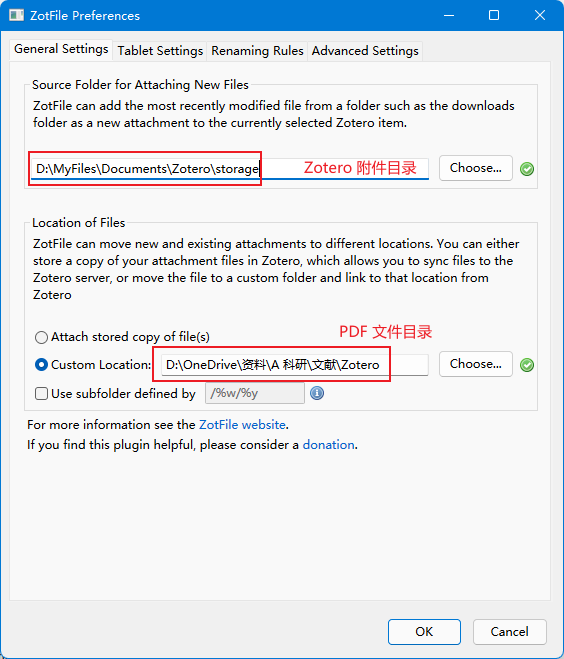 ZotFile Preferences
General Settings Tablet Settings Renaming Rules Advanced Settings
Source Folder for Attaching New Files
ZotFile can add the most recently modified file from a folder such as the downloads
folder as a new attachment to the currently selected Zotero item.
D:\MyFiles\Documents\Zotero\storage Zotero 附件目录 Choose...
Location of Files
ZotFile can move new and existing attachments to different locations. You can either
store a copy of your attachment files in Zotero, which allows you to sync files to the
Zotero server, or move the file to a custom folder and link to that location from
Zotero
Attach stored copy of file(s)
PDF 文件目录
Custom Location: D:\OneDrive\资料\A 科研\文献\Zotero Choose...
Use subfolder defined by /%w/%y
For more information see the ZotFile website.
If you find this plugin helpful, please consider a donation.
OK Cancel